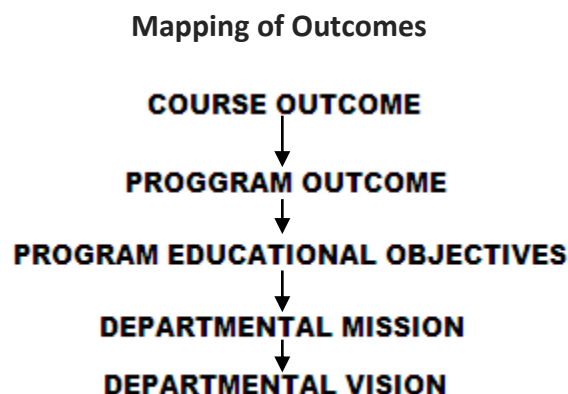 Mapping of Outcomes
COURSE OUTCOME
PROGGRAM OUTCOME
PROGRAM EDUCATIONAL OBJECTIVES
DEPARTMENTAL MISSION
DEPARTMENTAL VISION